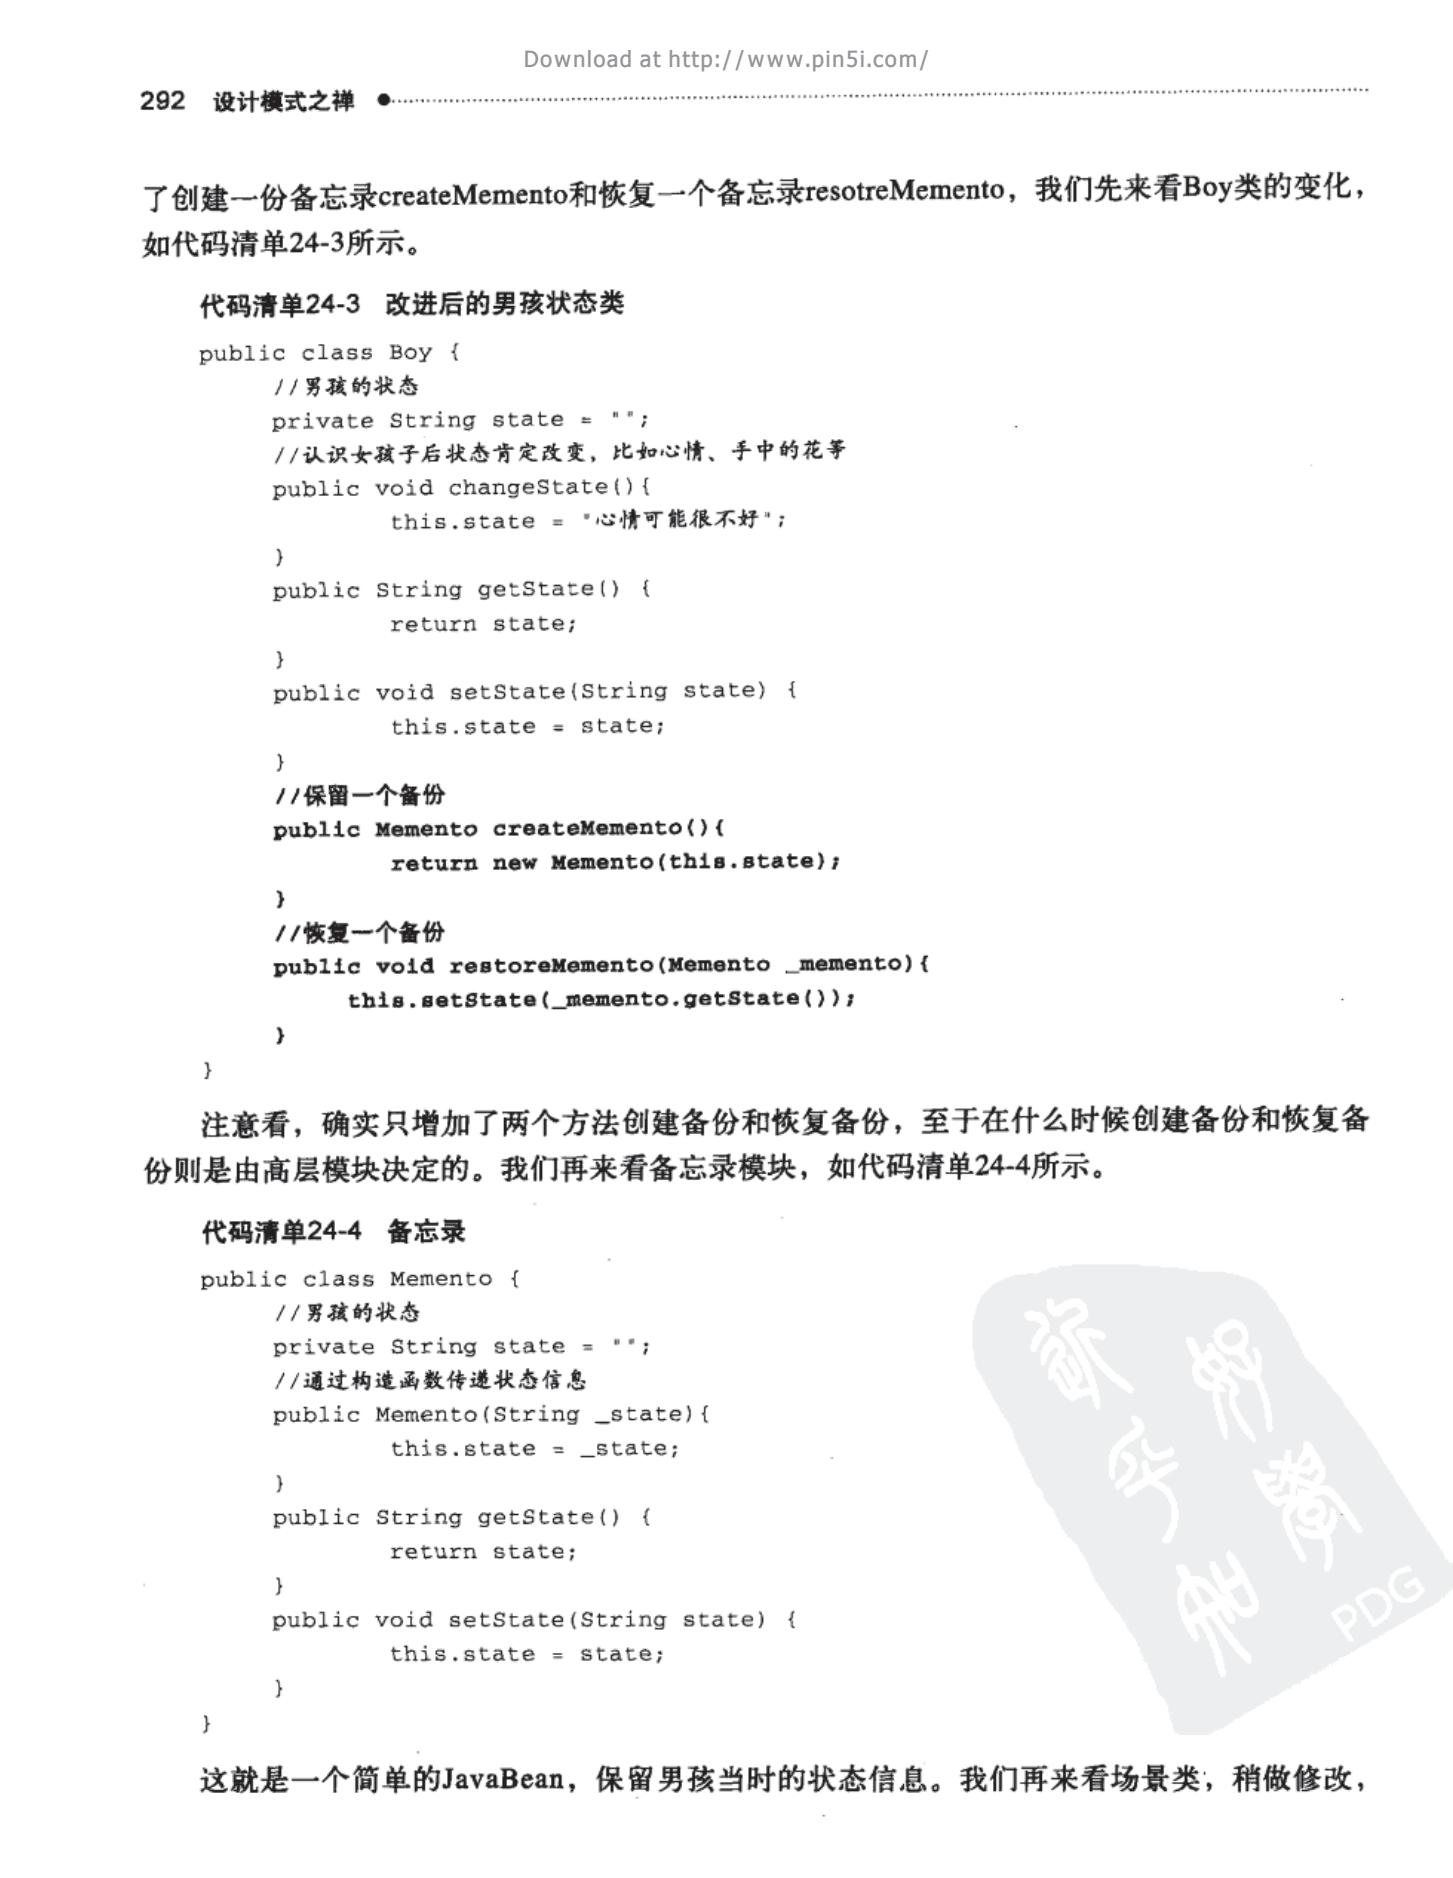 Download at http://www.pin5i.com/
292 设计模式之禅
了创建一份备忘录createMemento和恢复一个备忘录resotreMemento，我们先来看Boy类的变化，
如代码清单24-3所示。
代码清单24-3 改进后的男孩状态类
public class Boy {
//男孩的状态
private String state = "";
//认识女孩子后状态肯定改变，比如心情、手中的花等
public void changeState(){
this.state = "心情可能很不好";
}
public String getState() {
return state;
}
public void setState(String state) {
this.state = state;
}
//保留一个备份
public Memento createMemento(){
return new Memento(this.state);
}
//恢复一个备份
public void restoreMemento(Memento _memento){
this.setState(_memento.getState());
}
}
注意看，确实只增加了两个方法创建备份和恢复备份，至于在什么时候创建备份和恢复备
份则是由高层模块决定的。我们再来看备忘录模块，如代码清单24-4所示。
代码清单24-4 备忘录
public class Memento {
//男孩的状态
private String state = "";
//通过构造函数传递状态信息
public Memento(String _state){
this.state = _state;
}
public String getState() {
return state;
}
public void setState(String state) {
this.state = state;
}
}
PDG
这就是一个简单的JavaBean，保留男孩当时的状态信息。我们再来看场景类，稍做修改，